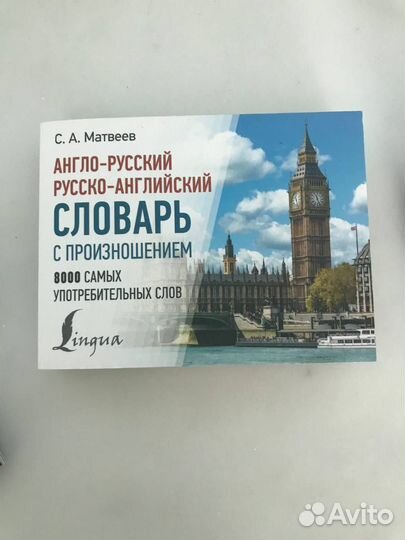 С. А. Матвеев
АНГЛО-РУССКИЙ
РУССКО-АНГЛИЙСКИЙ
СЛОВАРЬ
С ПРОИЗНОШЕНИЕМ
8000 САМЫХ
УПОТРЕБИТЕЛЬНЫХ СЛОВ
Lingua
Avito